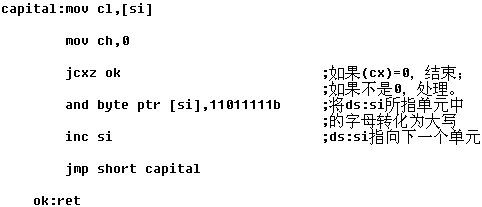 capital:mov cl,[si]
mov ch,0
jcxz ok ;如果(cx)=0，结束；
;如果不是0，处理。
and byte ptr [si],11011111b ;将ds:si所指单元中
;的字母转化为大写
inc si ;ds:si指向下一个单元
jmp short capital
ok:ret